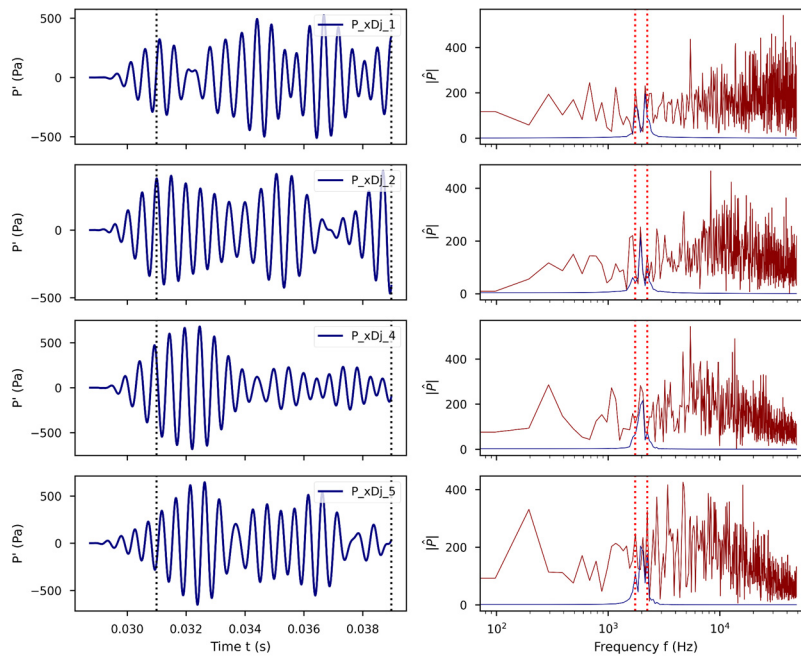 500
0
−500
P' (Pa)
P_xDj_1
400
200
0
|P̂|
500
0
−500
P' (Pa)
P_xDj_2
400
200
0
|P̂|
500
0
−500
P' (Pa)
P_xDj_4
400
200
0
|P̂|
500
0
−500
P' (Pa)
P_xDj_5
400
200
0
|P̂|
0.030 0.032 0.034 0.036 0.038
Time t (s)
10² 10³ 10⁴
Frequency f (Hz)